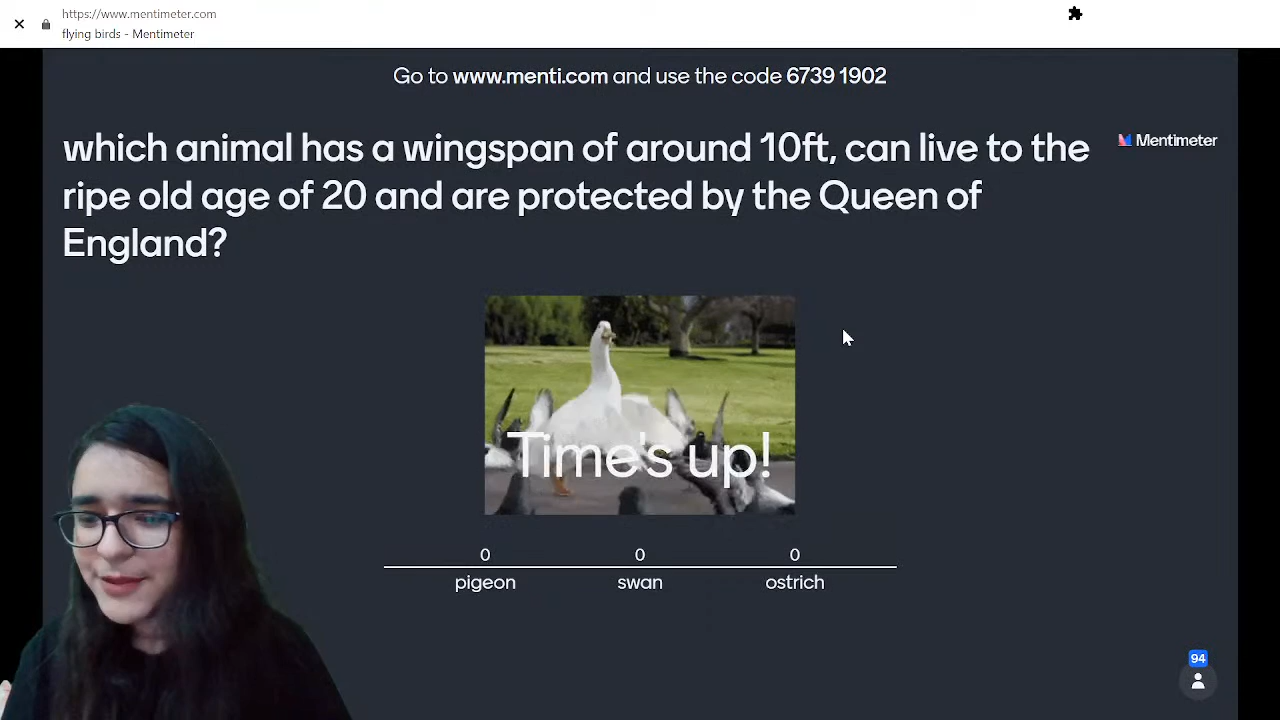 https://www.mentimeter.com
flying birds - Mentimeter
Go to www.menti.com and use the code 6739 1902
which animal has a wingspan of around 10ft, can live to the
ripe old age of 20 and are protected by the Queen of
England?
Mentimeter
Time's up!
0 0 0
pigeon swan ostrich
94